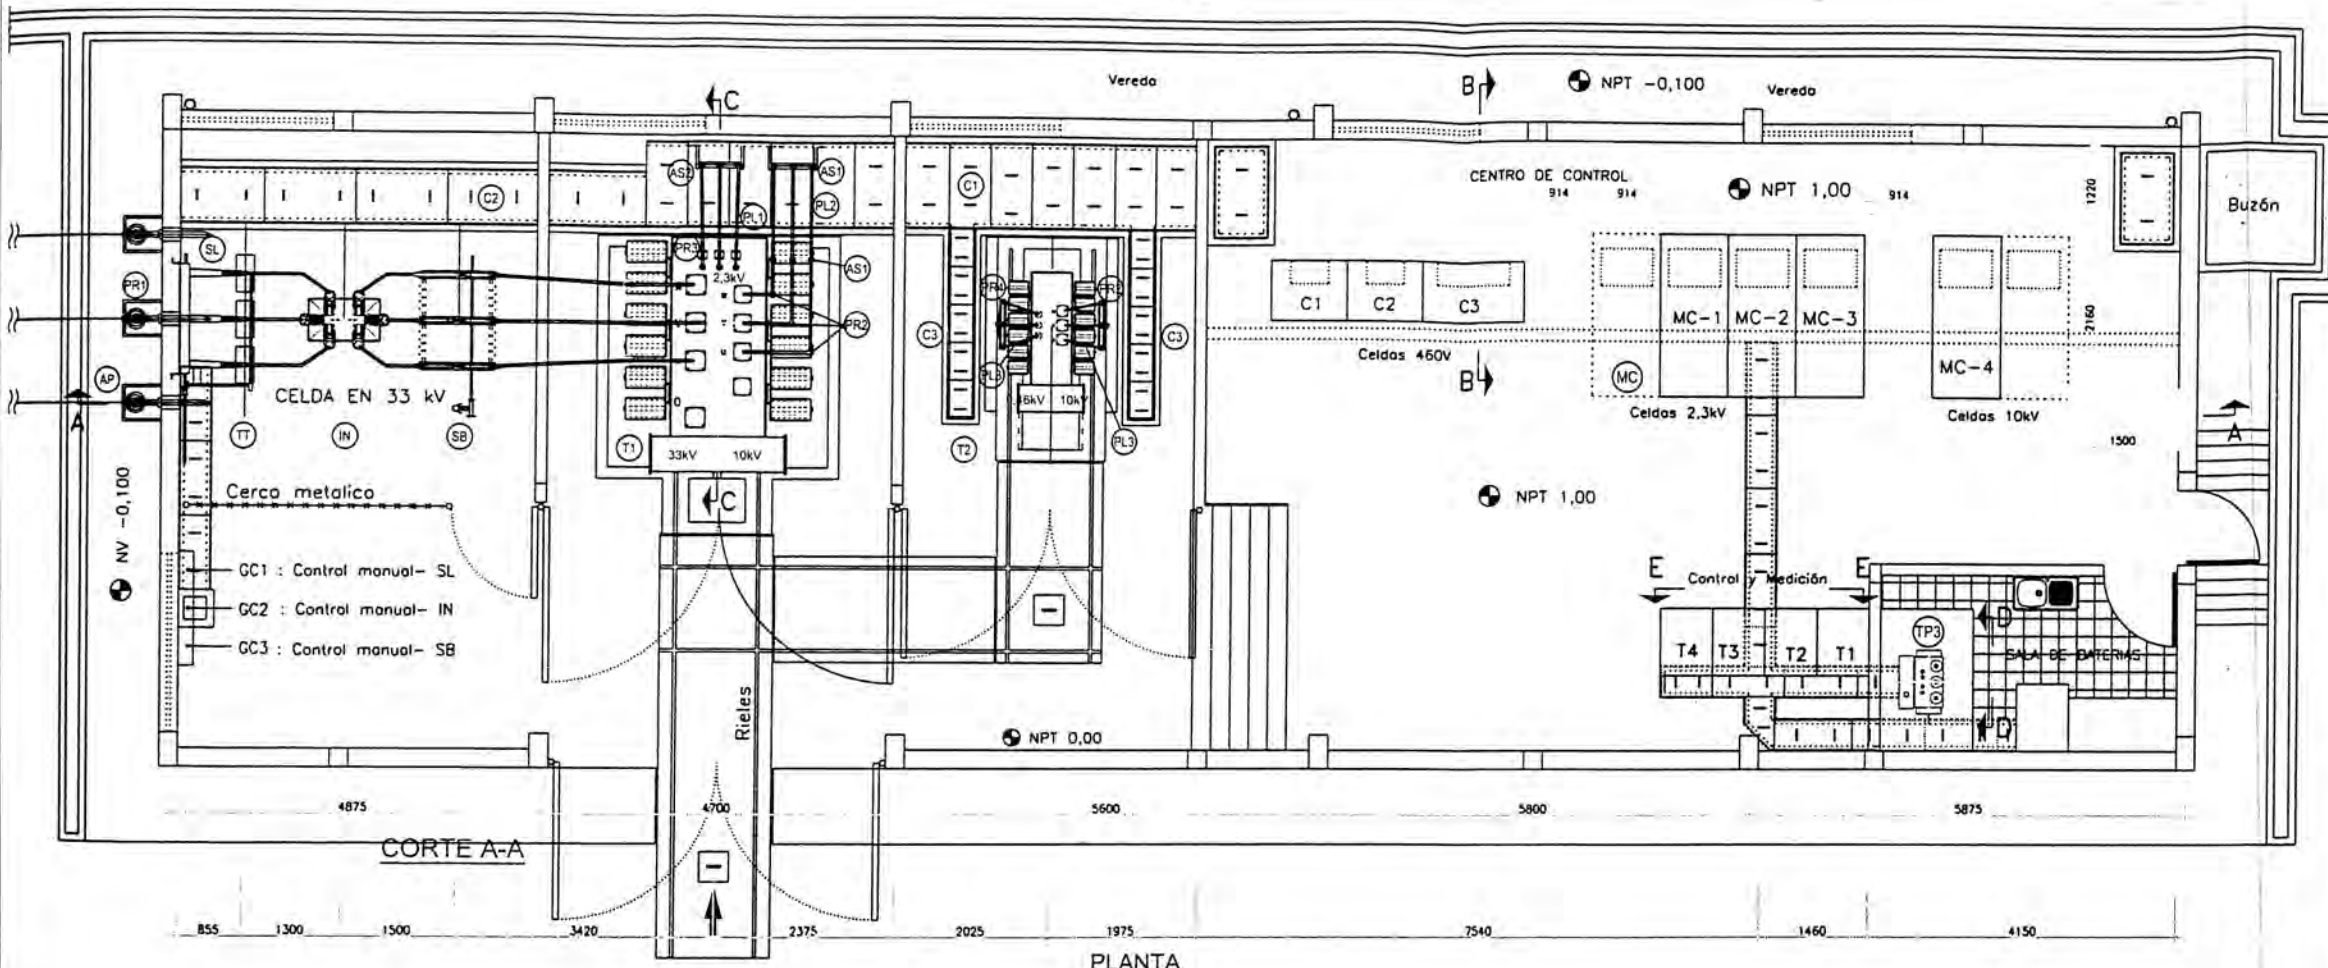 Vereda
B
NPT -0,100
Vereda
C
AS2
AS1
C1
CENTRO DE CONTROL
914
914
NPT 1,00
914
1220
Buzón
C2
PL1
PL2
SL
PR3
2,3kV
AS1
PR1
PR4
PR2
C1
C2
C3
MC-1
MC-2
MC-3
2160
PR2
C3
C3
Celdas 460V
MC-4
AP
CELDA EN 33 kV
PL3
B
MC
A
TT
IN
SB
10kV
Celdas 2,3kV
Celdas 10kV
A
T1
33kV
10kV
T2
PL3
1500
NV -0,100
Cerco metalico
C
NPT 1,00
GC1 : Control manual- SL
E
Control y Medición
E
GC2 : Control manual- IN
GC3 : Control manual- SB
D
TP3
T4
T3
T2
T1
SALA DE BATERIAS
Rieles
D
NPT 0,00
4875
4700
5600
5800
5875
CORTE A-A
855
1300
1500
3420
2375
2025
1975
7540
1460
4150
PLANTA